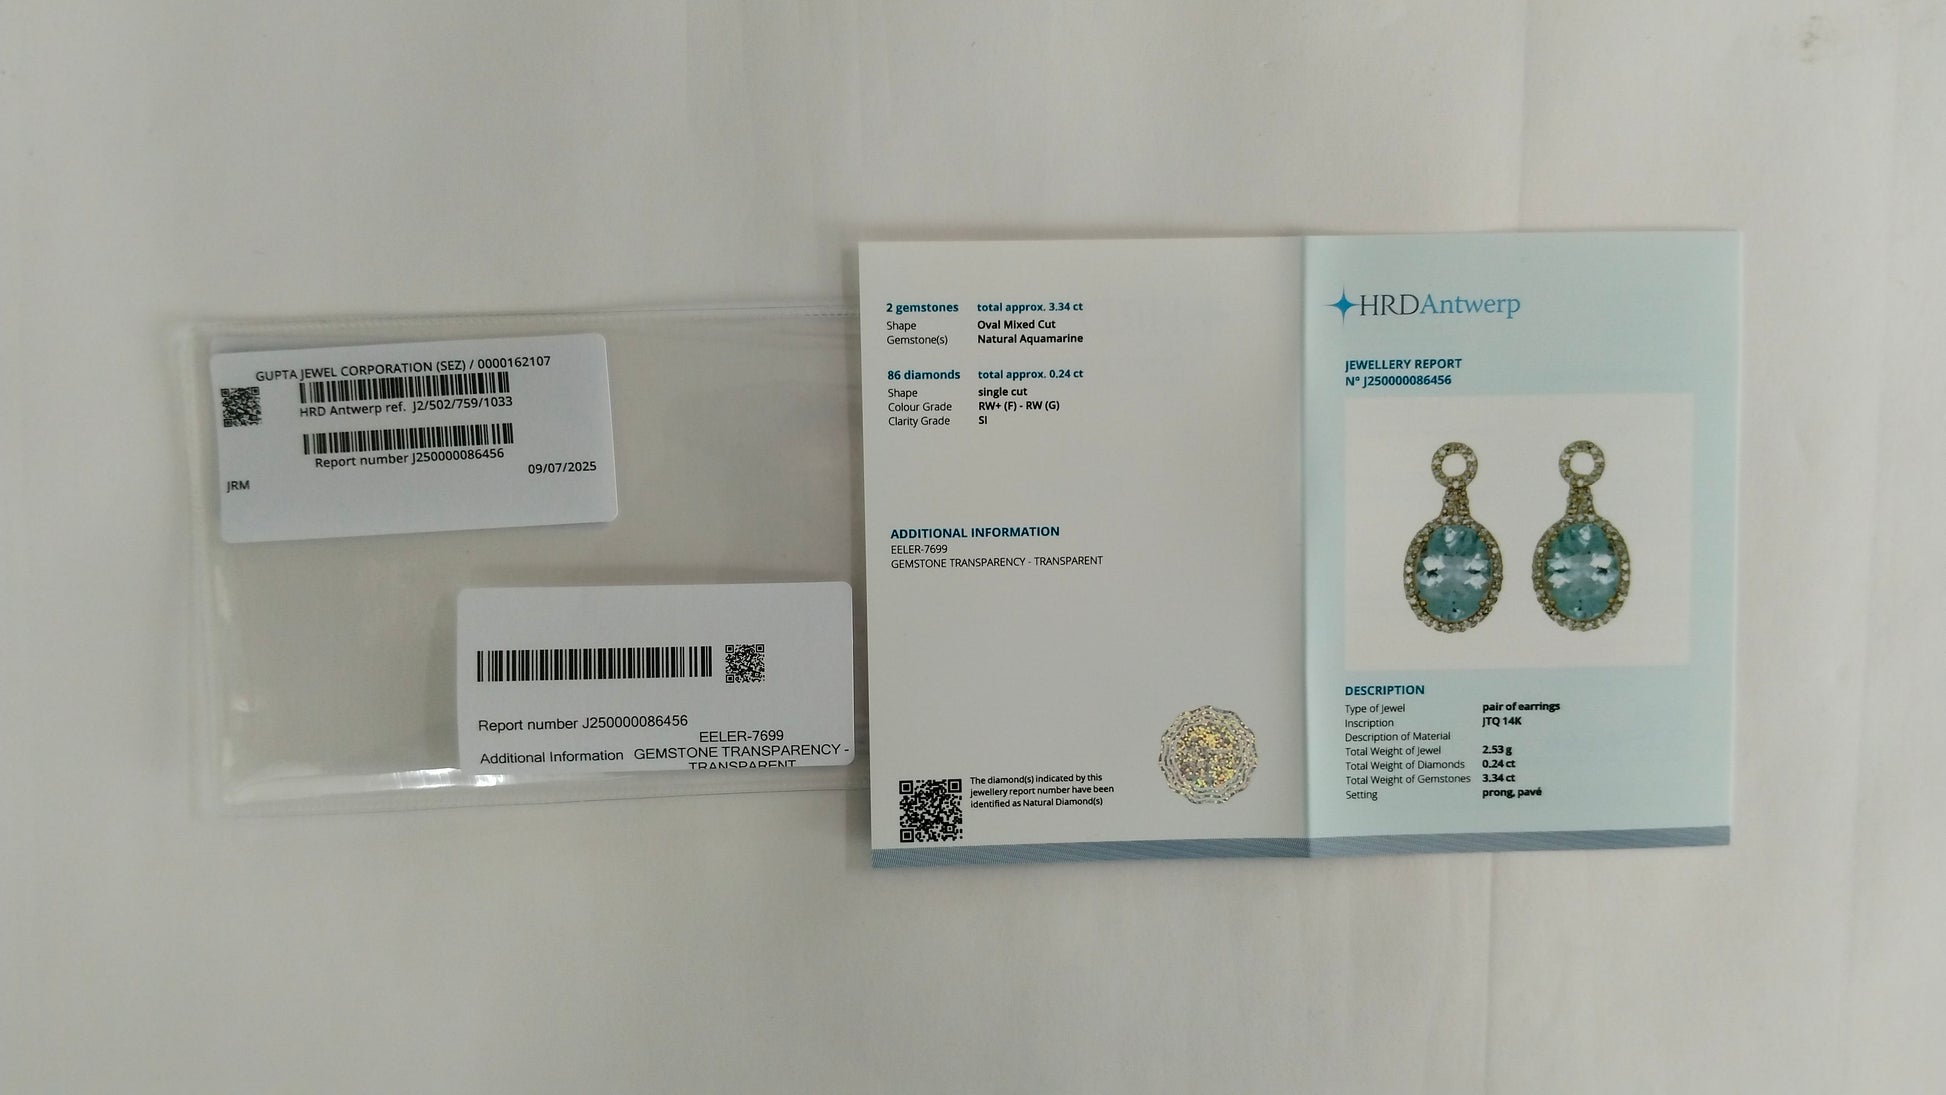 GUPTA JEWEL CORPORATION (SEZ) / 0000162107
HRD Antwerp ref. J2/502/759/1033
Report number J250000086456
09/07/2025
JRM
Report number J250000086456
EELER-7699
Additional Information GEMSTONE TRANSPARENCY -
TRANSPARENT
2 gemstones total approx. 3.34 ct
Shape Oval Mixed Cut
Gemstone(s) Natural Aquamarine
86 diamonds total approx. 0.24 ct
Shape single cut
Colour Grade RW+ (F) - RW (G)
Clarity Grade SI
ADDITIONAL INFORMATION
EELER-7699
GEMSTONE TRANSPARENCY - TRANSPARENT
The diamond(s) indicated by this
jewellery report number have been
identified as Natural Diamond(s)
HRDAntwerp
JEWELLERY REPORT
N° J250000086456
DESCRIPTION
Type of Jewel pair of earrings
Inscription JTQ 14K
Description of Material
Total Weight of Jewel 2.53 g
Total Weight of Diamonds 0.24 ct
Total Weight of Gemstones 3.34 ct
Setting prong, pavé